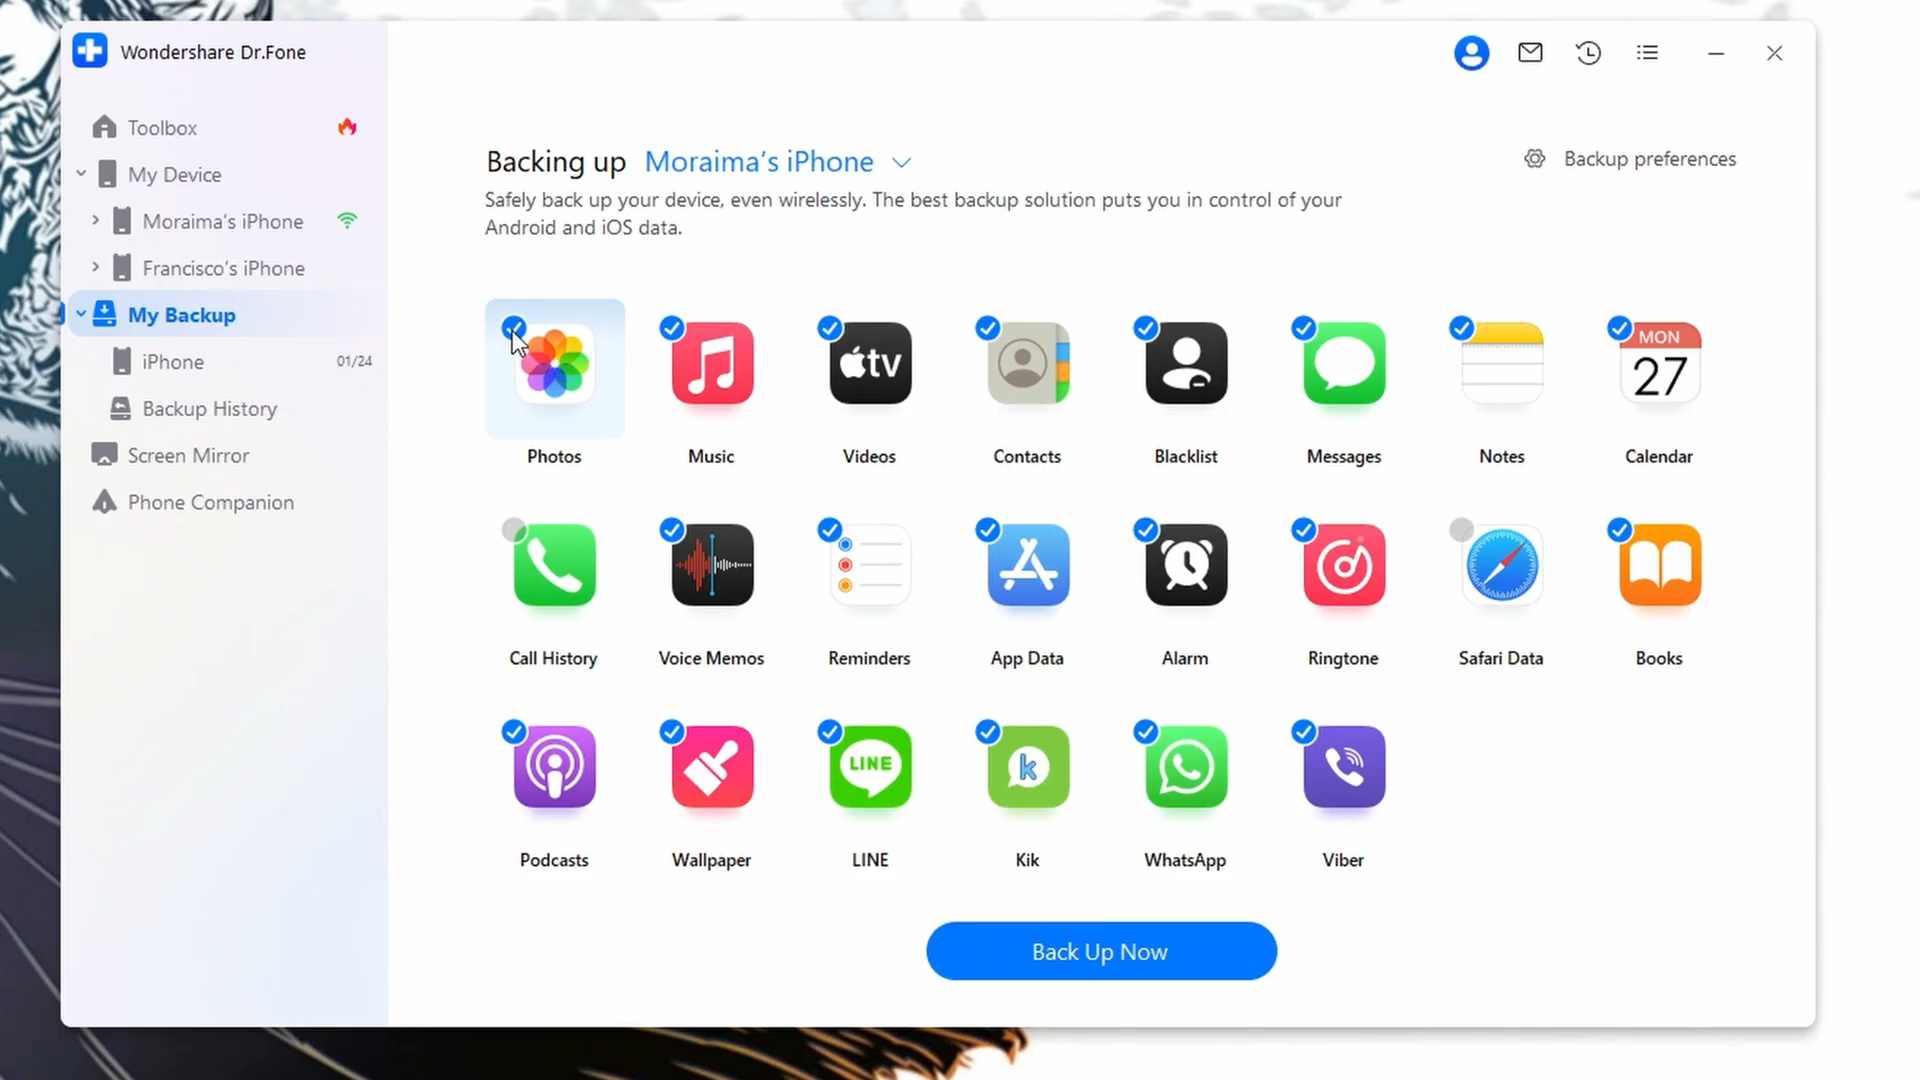 Wondershare Dr.Fone
Toolbox
My Device
Moraima's iPhone
Francisco's iPhone
My Backup
iPhone 01/24
Backup History
Screen Mirror
Phone Companion
Backing up Moraima's iPhone
Backup preferences
Safely back up your device, even wirelessly. The best backup solution puts you in control of your
Android and iOS data.
tv
MON
27
Photos Music Videos Contacts Blacklist Messages Notes Calendar
Call History Voice Memos Reminders App Data Alarm Ringtone Safari Data Books
LINE
k
Podcasts Wallpaper LINE Kik WhatsApp Viber
Back Up Now